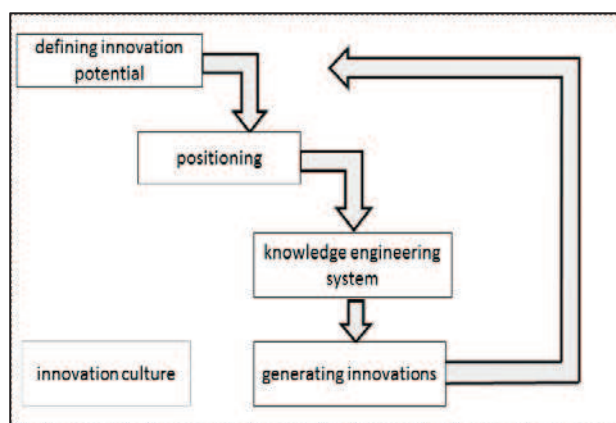 defining innovation
potential
positioning
knowledge engineering
system
innovation culture
generating innovations